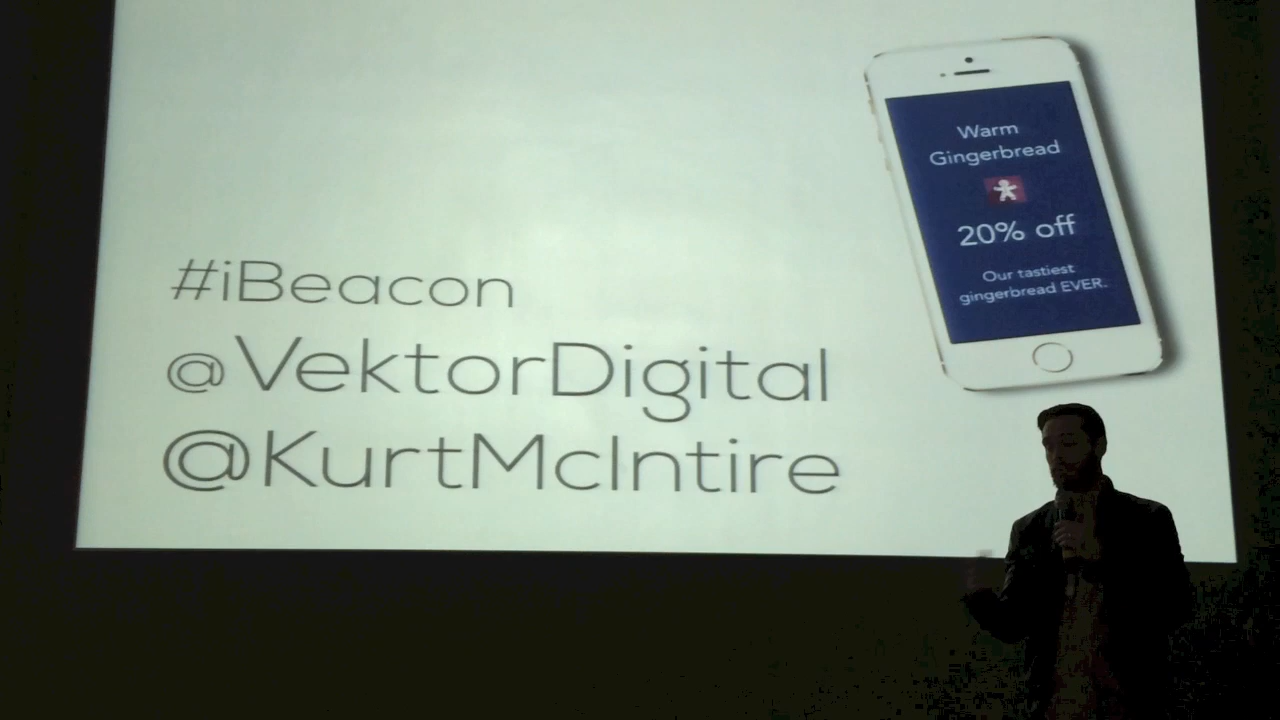 #iBeacon
@VektorDigital
@KurtMcIntire
Warm
Gingerbread
20% off
Our tastiest
gingerbread EVER.